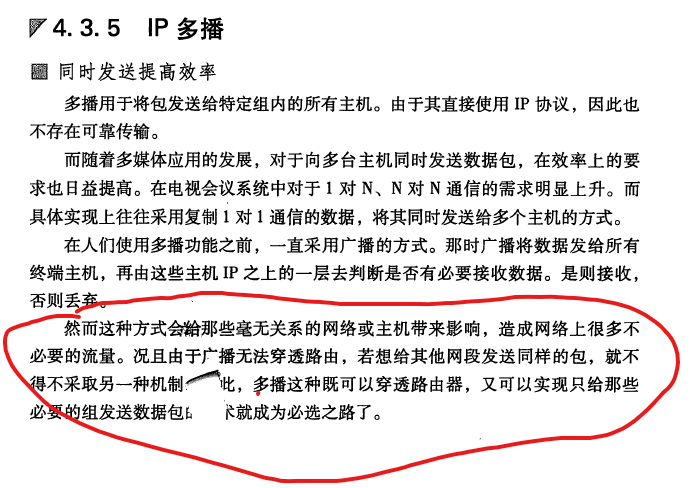 4.3.5 IP 多播
同时发送提高效率
多播用于将包发送给特定组内的所有主机。由于其直接使用 IP 协议，因此也
不存在可靠传输。
而随着多媒体应用的发展，对于向多台主机同时发送数据包，在效率上的要
求也日益提高。在电视会议系统中对于 1 对 N、N 对 N 通信的需求明显上升。而
具体实现上往往采用复制 1 对 1 通信的数据，将其同时发送给多个主机的方式。
在人们使用多播功能之前，一直采用广播的方式。那时广播将数据发给所有
终端主机，再由这些主机 IP 之上的一层去判断是否有必要接收数据。是则接收，
否则丢弃。
然而这种方式会给那些毫无关系的网络或主机带来影响，造成网络上很多不
必要的流量。况且由于广播无法穿透路由，若想给其他网段发送同样的包，就不
得不采取另一种机制 此，多播这种既可以穿透路由器，又可以实现只给那些
必要的组发送数据包 术就成为必选之路了。